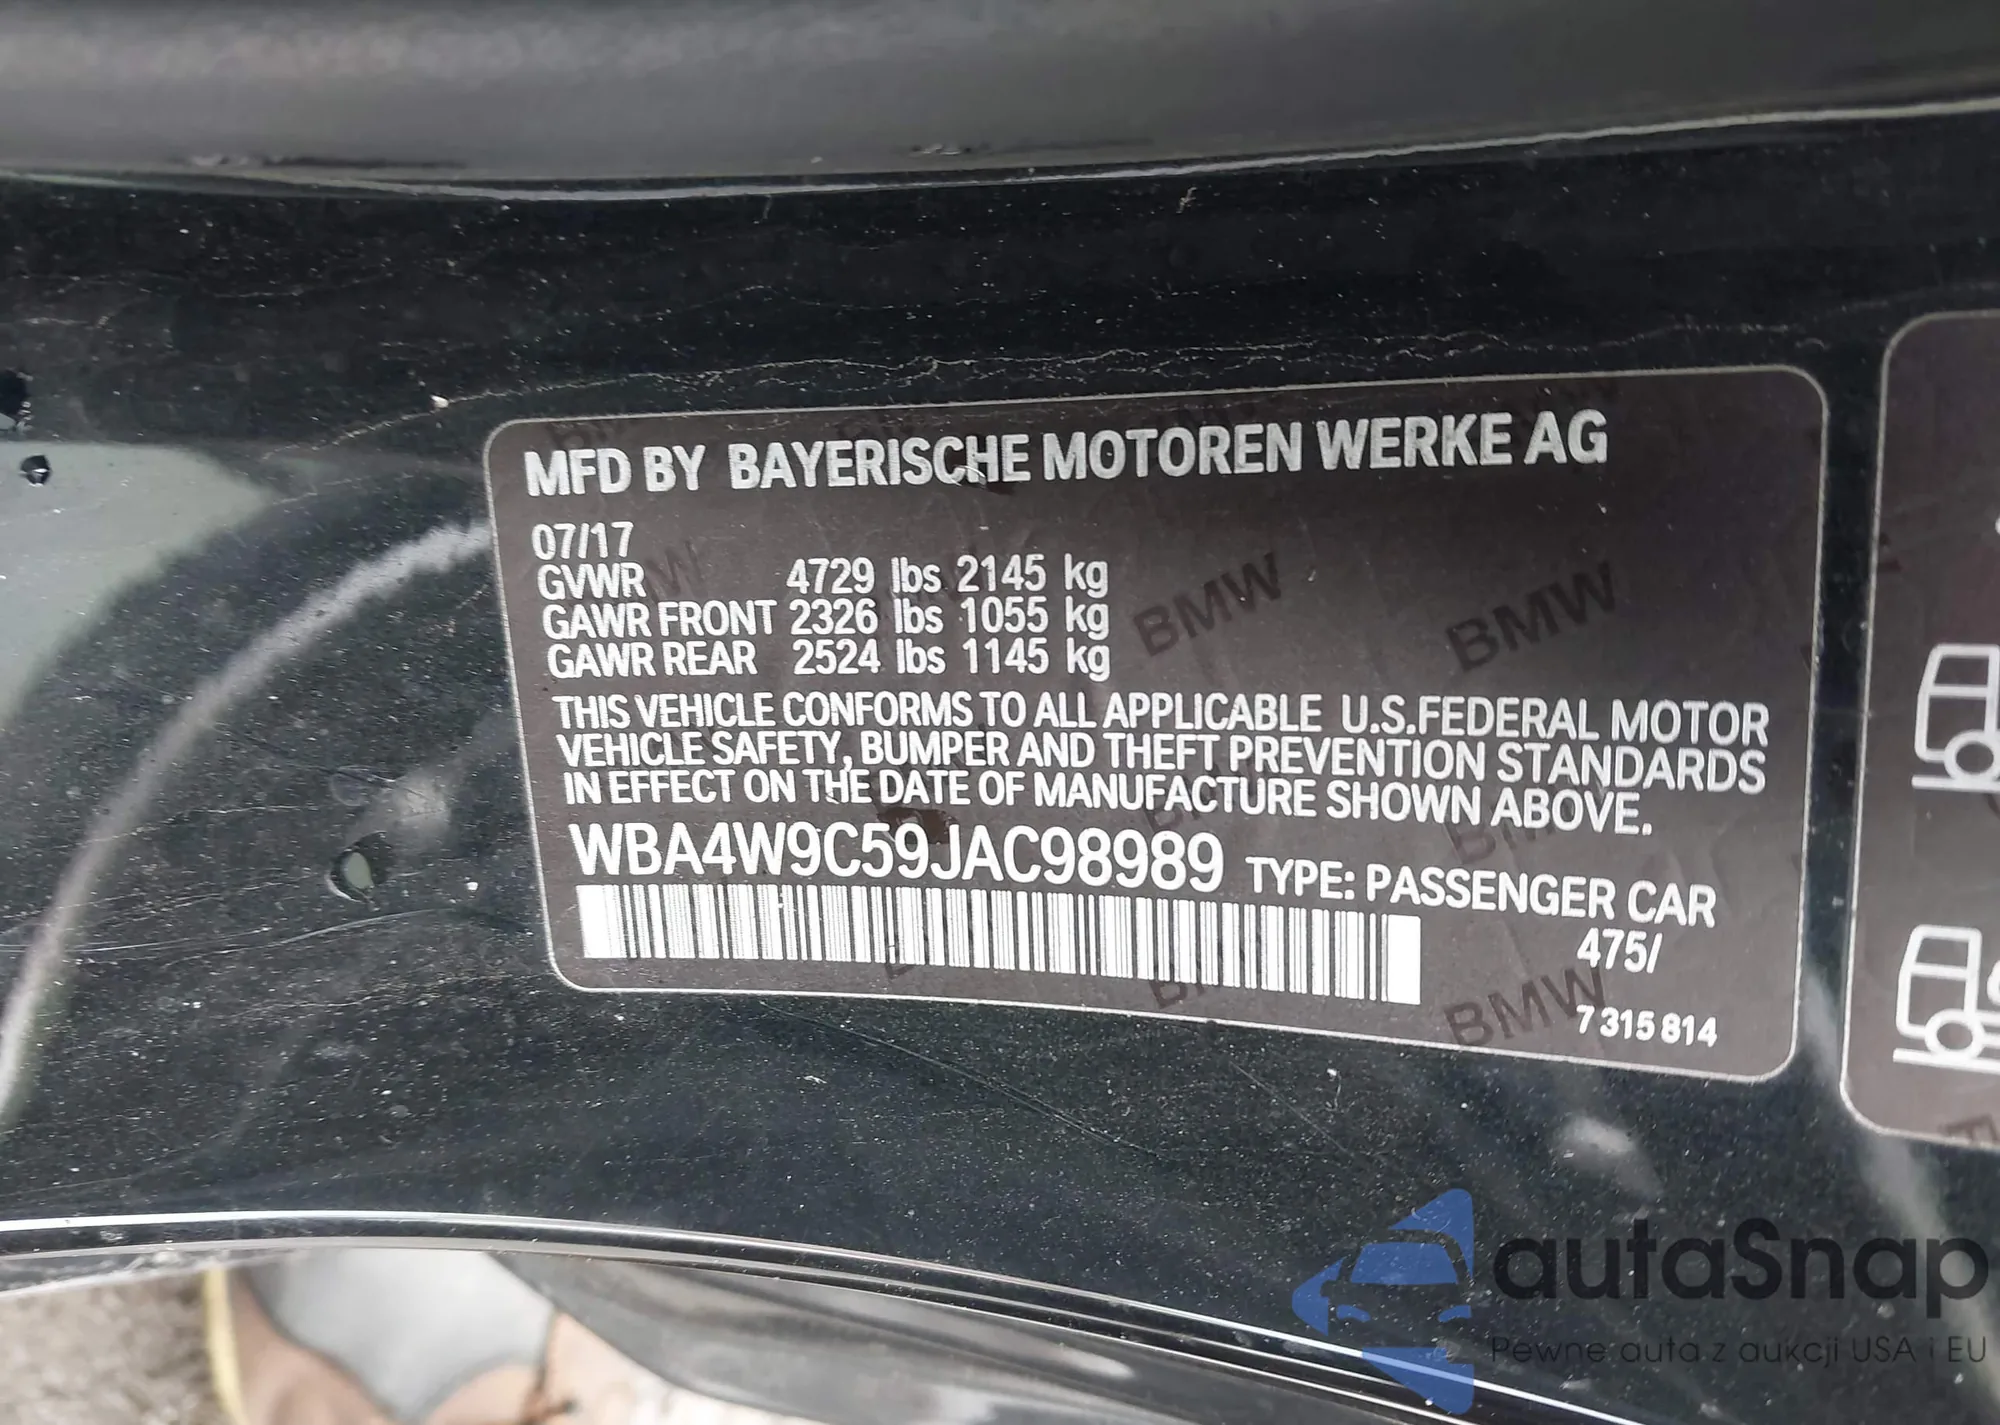 MFD BY BAYERISCHE MOTOREN WERKE AG
07/17
GVWR 4729 lbs 2145 kg
GAWR FRONT 2326 lbs 1055 kg
GAWR REAR 2524 lbs 1145 kg
THIS VEHICLE CONFORMS TO ALL APPLICABLE U.S.FEDERAL MOTOR
VEHICLE SAFETY, BUMPER AND THEFT PREVENTION STANDARDS
IN EFFECT ON THE DATE OF MANUFACTURE SHOWN ABOVE.
WBA4W9C59JAC98989 TYPE: PASSENGER CAR
475/
7 315 814
BMW BMW
BMW
autaSnap
Pewne auta z aukcji USA i EU